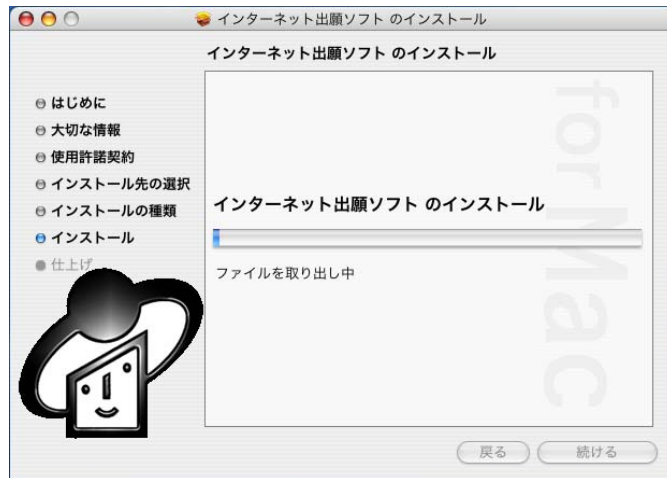 インターネット出願ソフト のインストール
インターネット出願ソフト のインストール
はじめに
大切な情報
使用許諾契約
インストール先の選択
インストールの種類
インストール
仕上げ
インターネット出願ソフト のインストール
ファイルを取り出し中
for Mac
戻る
続ける